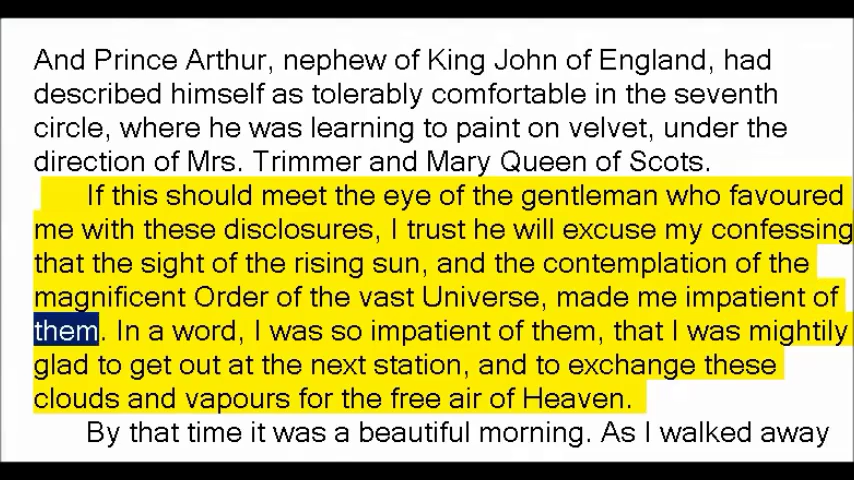 And Prince Arthur, nephew of King John of England, had
described himself as tolerably comfortable in the seventh
circle, where he was learning to paint on velvet, under the
direction of Mrs. Trimmer and Mary Queen of Scots.
If this should meet the eye of the gentleman who favoured
me with these disclosures, I trust he will excuse my confessing
that the sight of the rising sun, and the contemplation of the
magnificent Order of the vast Universe, made me impatient of
them. In a word, I was so impatient of them, that I was mightily
glad to get out at the next station, and to exchange these
clouds and vapours for the free air of Heaven.
By that time it was a beautiful morning. As I walked away